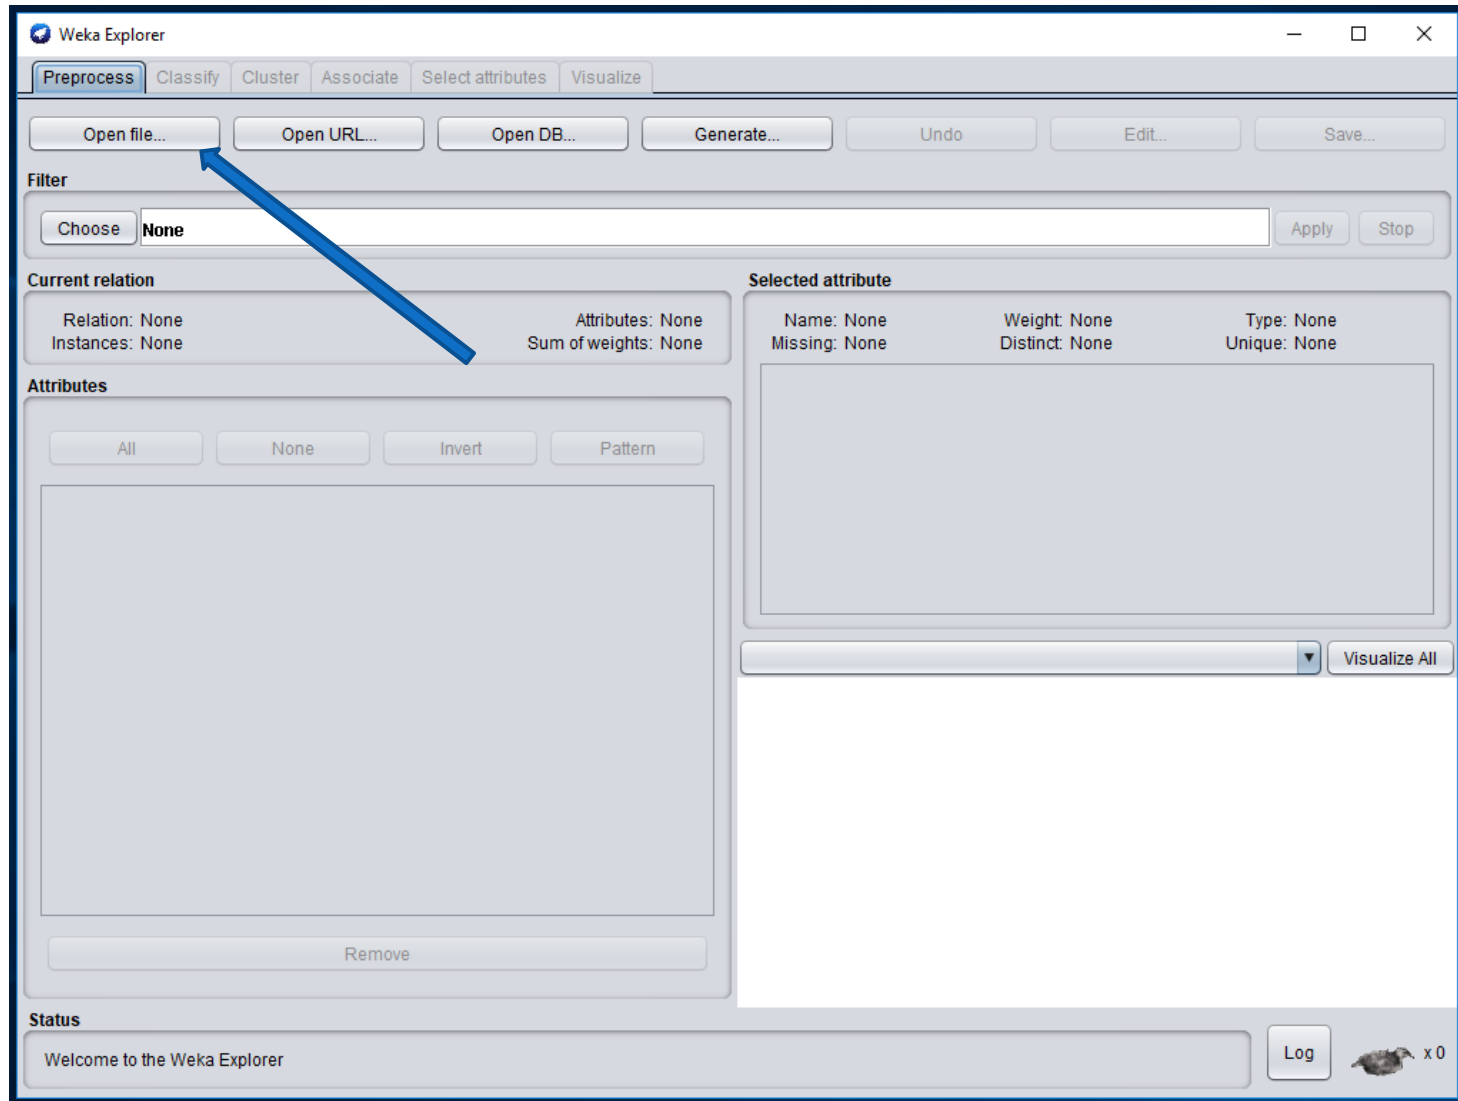 Weka Explorer
Preprocess Classify Cluster Associate Select attributes Visualize
Open file... Open URL... Open DB... Generate... Undo Edit... Save...
Filter
Choose None Apply Stop
Current relation
Relation: None Attributes: None
Instances: None Sum of weights: None
Selected attribute
Name: None Weight: None Type: None
Missing: None Distinct: None Unique: None
Attributes
All None Invert Pattern
Remove
Visualize All
Status
Welcome to the Weka Explorer
Log x 0